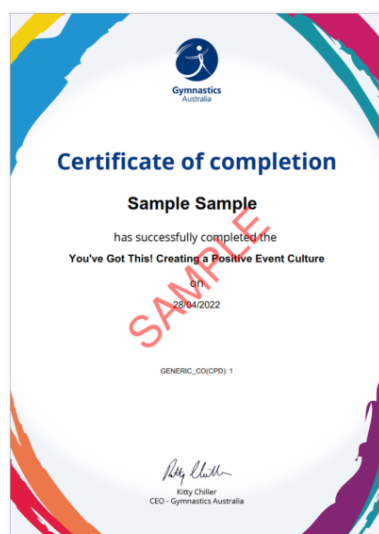 Gymnastics
Australia
Certificate of completion
Sample Sample
has successfully completed the
You've Got This! Creating a Positive Event Culture
on
28/04/2022
SAMPLE
GENERIC_CO(CPD): 1
Kitty Chiller
CEO - Gymnastics Australia